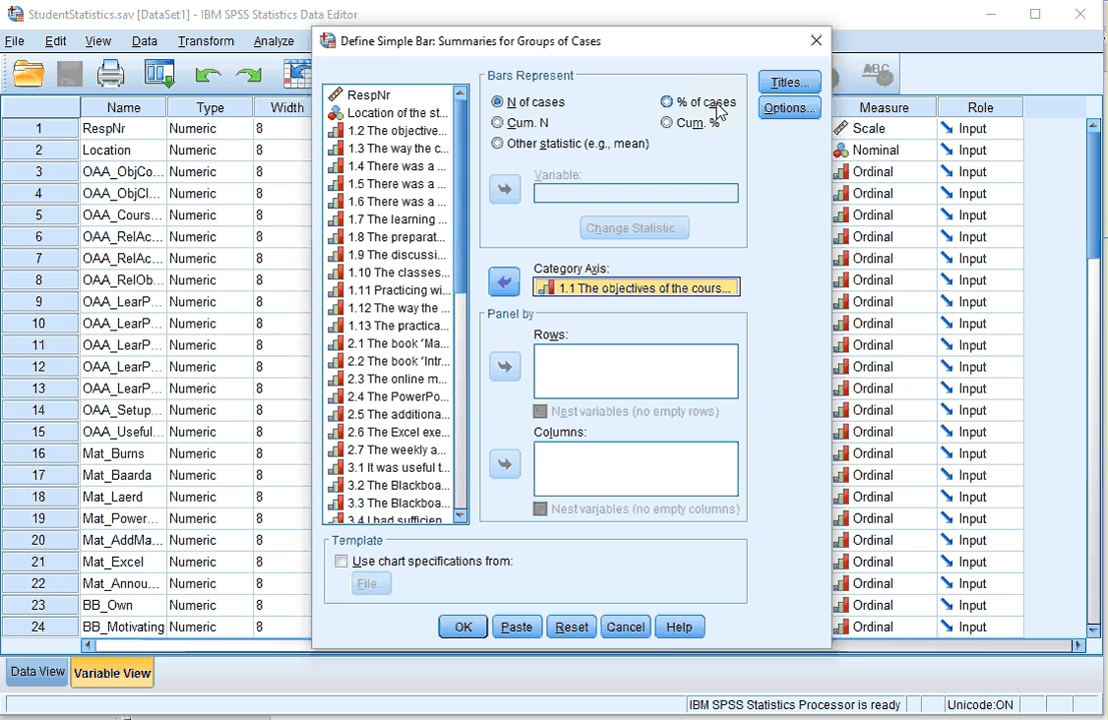 StudentStatistics.sav [DataSet1] - IBM SPSS Statistics Data Editor
File Edit View Data Transform Analyze
Define Simple Bar: Summaries for Groups of Cases
Name Type Width Measure Role
1 RespNr Numeric 8 Scale Input
2 Location Numeric 8 Nominal Input
3 OAA_ObjCo... Numeric 8 Ordinal Input
4 OAA_ObjCl... Numeric 8 Ordinal Input
5 OAA_Cours... Numeric 8 Ordinal Input
6 OAA_RelAc... Numeric 8 Ordinal Input
7 OAA_RelAc... Numeric 8 Ordinal Input
8 OAA_RelOb... Numeric 8 Ordinal Input
9 OAA_LearP... Numeric 8 Ordinal Input
10 OAA_LearP... Numeric 8 Ordinal Input
11 OAA_LearP... Numeric 8 Ordinal Input
12 OAA_LearP... Numeric 8 Ordinal Input
13 OAA_LearP... Numeric 8 Ordinal Input
14 OAA_Setup... Numeric 8 Ordinal Input
15 OAA_Useful... Numeric 8 Ordinal Input
16 Mat_Burns Numeric 8 Ordinal Input
17 Mat_Baarda Numeric 8 Ordinal Input
18 Mat_Laerd Numeric 8 Ordinal Input
19 Mat_Power... Numeric 8 Ordinal Input
20 Mat_AddMa... Numeric 8 Ordinal Input
21 Mat_Excel Numeric 8 Ordinal Input
22 Mat_Annou... Numeric 8 Ordinal Input
23 BB_Own Numeric 8 Ordinal Input
24 BB_Motivating Numeric 8 Ordinal Input
RespNr
Location of the st...
1.2 The objective...
1.3 The way the c...
1.4 There was a ...
1.5 There was a ...
1.6 There was a ...
1.7 The learning ...
1.8 The preparat...
1.9 The discussi...
1.10 The classes...
1.11 Practicing wi...
1.12 The way the ...
1.13 The practica...
2.1 The book ‘Ma...
2.2 The book ‘Intr...
2.3 The online m...
2.4 The PowerPo...
2.5 The additiona...
2.6 The Excel exe...
2.7 The weekly a...
3.1 It was useful t...
3.2 The Blackboa...
3.3 The Blackboa...
3.4 I had sufficien...
Bars Represent
N of cases % of cases
Cum. N Cum. %
Other statistic (e.g., mean)
Variable:
Change Statistic...
Category Axis:
1.1 The objectives of the cours...
Panel by
Rows:
Nest variables (no empty rows)
Columns:
Nest variables (no empty columns)
Titles...
Options...
Template
Use chart specifications from:
File...
OK Paste Reset Cancel Help
Data View Variable View
IBM SPSS Statistics Processor is ready Unicode:ON